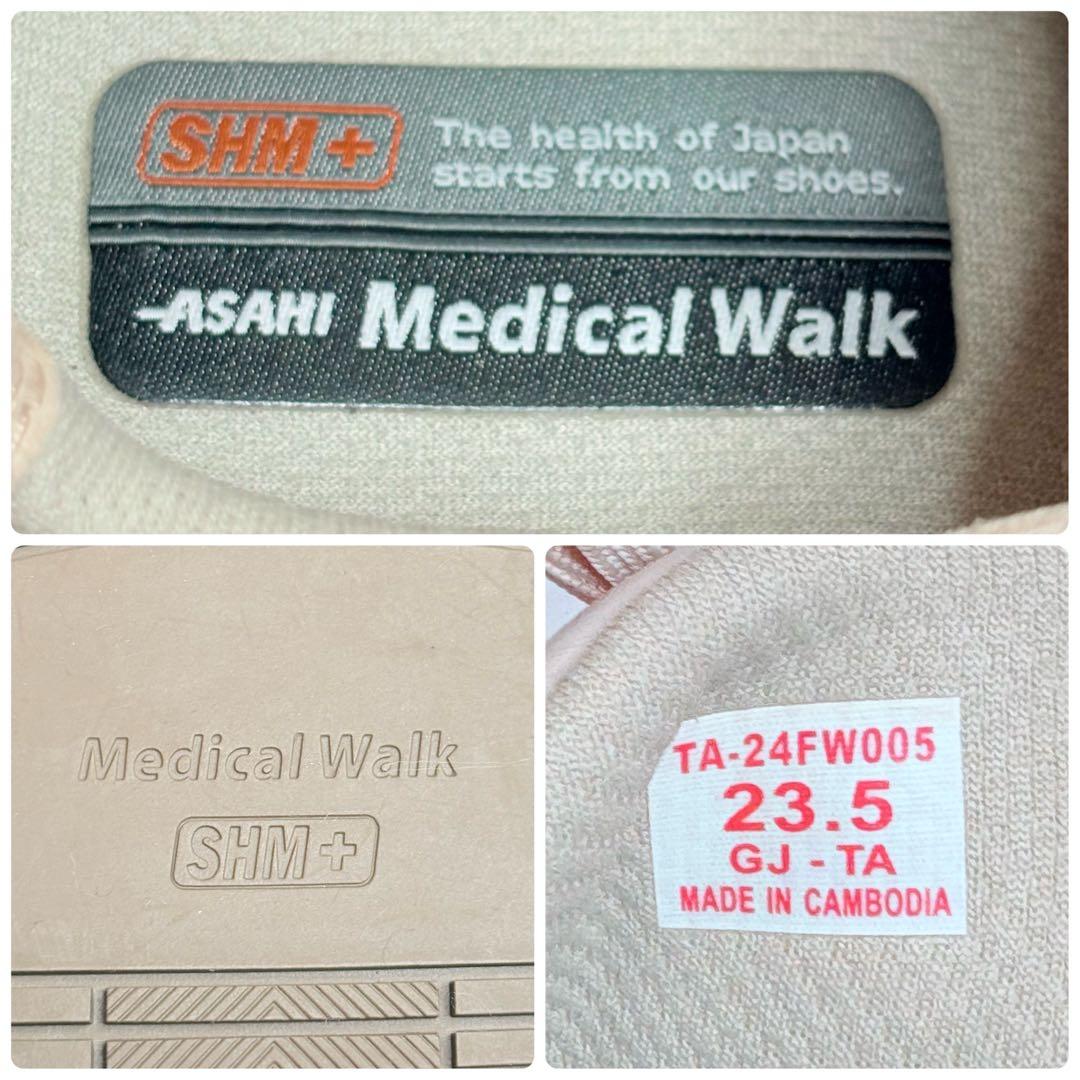 SHM+ The health of Japan
starts from our shoes.
ASAHI Medical Walk
Medical Walk
SHM+
TA-24FW005
23.5
GJ - TA
MADE IN CAMBODIA